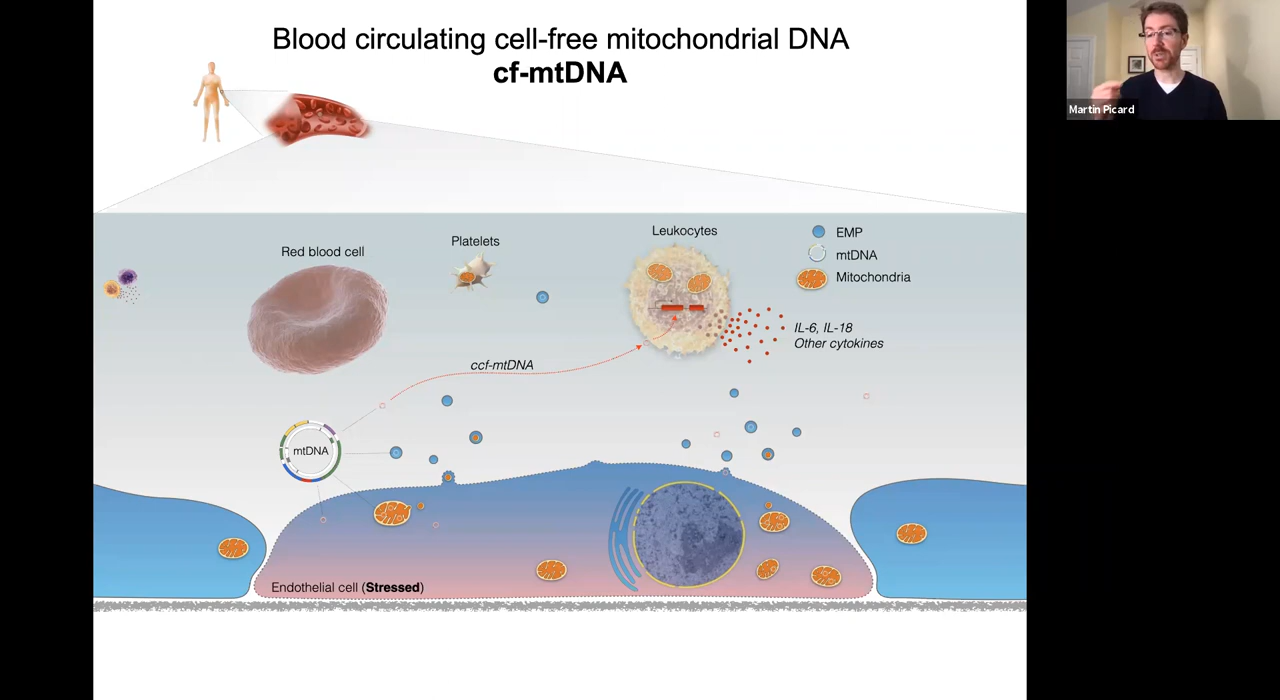 Blood circulating cell-free mitochondrial DNA
cf-mtDNA
Martin Picard
Red blood cell
Platelets
Leukocytes
EMP
mtDNA
Mitochondria
IL-6, IL-18
Other cytokines
ccf-mtDNA
mtDNA
Endothelial cell (Stressed)